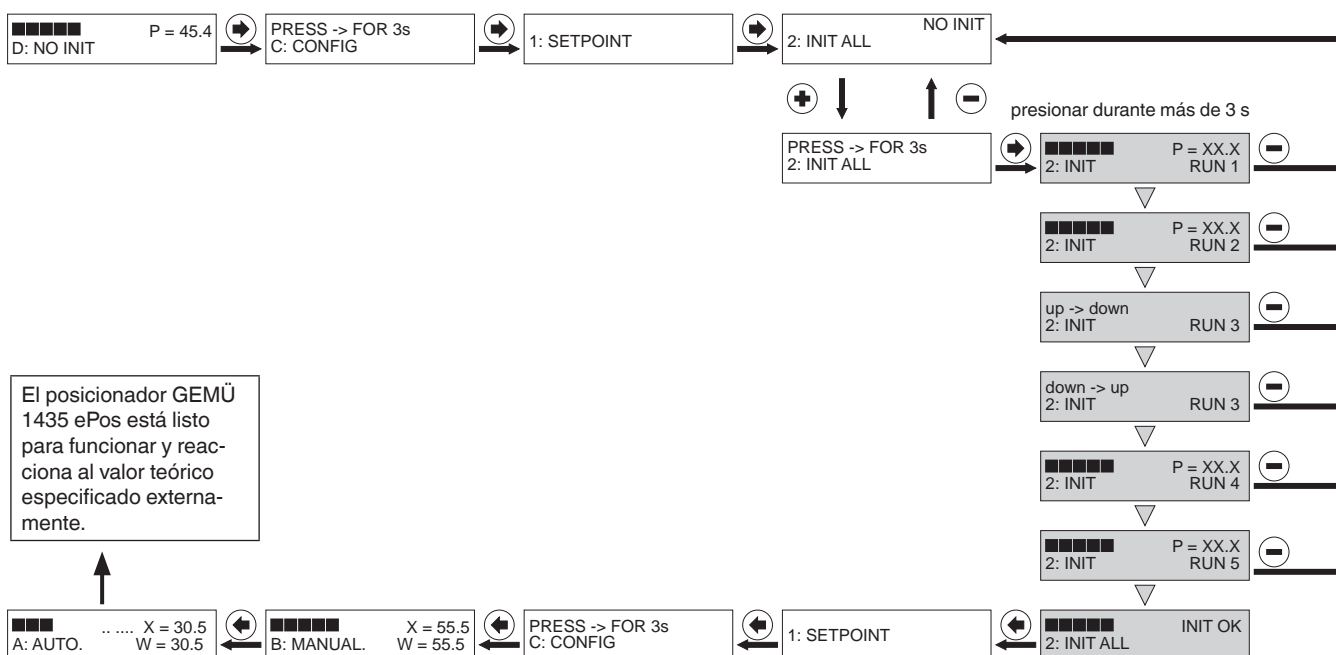 P = 45.4
D: NO INIT
PRESS -> FOR 3s
C: CONFIG
1: SETPOINT
NO INIT
2: INIT ALL
presionar durante más de 3 s
PRESS -> FOR 3s
2: INIT ALL
P = XX.X
2: INIT RUN 1
P = XX.X
2: INIT RUN 2
up -> down
2: INIT RUN 3
down -> up
2: INIT RUN 3
P = XX.X
2: INIT RUN 4
P = XX.X
2: INIT RUN 5
El posicionador GEMÜ
1435 ePos está listo
para funcionar y reac-
ciona al valor teórico
especificado externa-
mente.
.. .... X = 30.5
A: AUTO. W = 30.5
X = 55.5
B: MANUAL. W = 55.5
PRESS -> FOR 3s
C: CONFIG
1: SETPOINT
INIT OK
2: INIT ALL